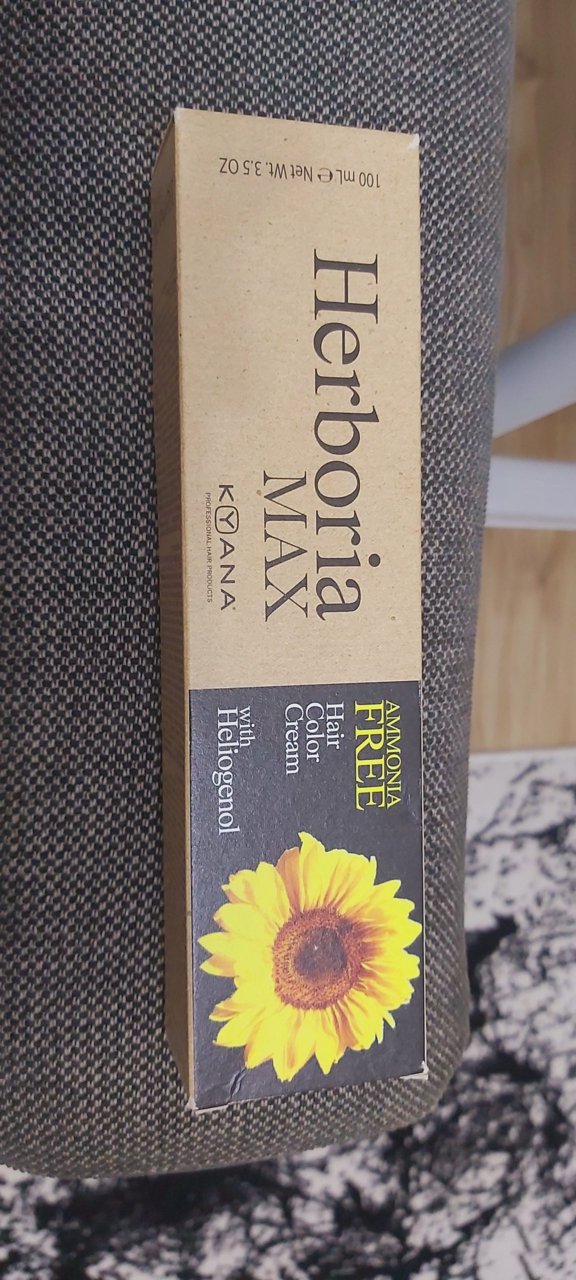 100 mL ℮ Net Wt. 3.5 OZ
Herboria
MAX
KYANA
PROFESSIONAL HAIR PRODUCTS
AMMONIA
FREE
Hair
Color
Cream
with
Heliogenol